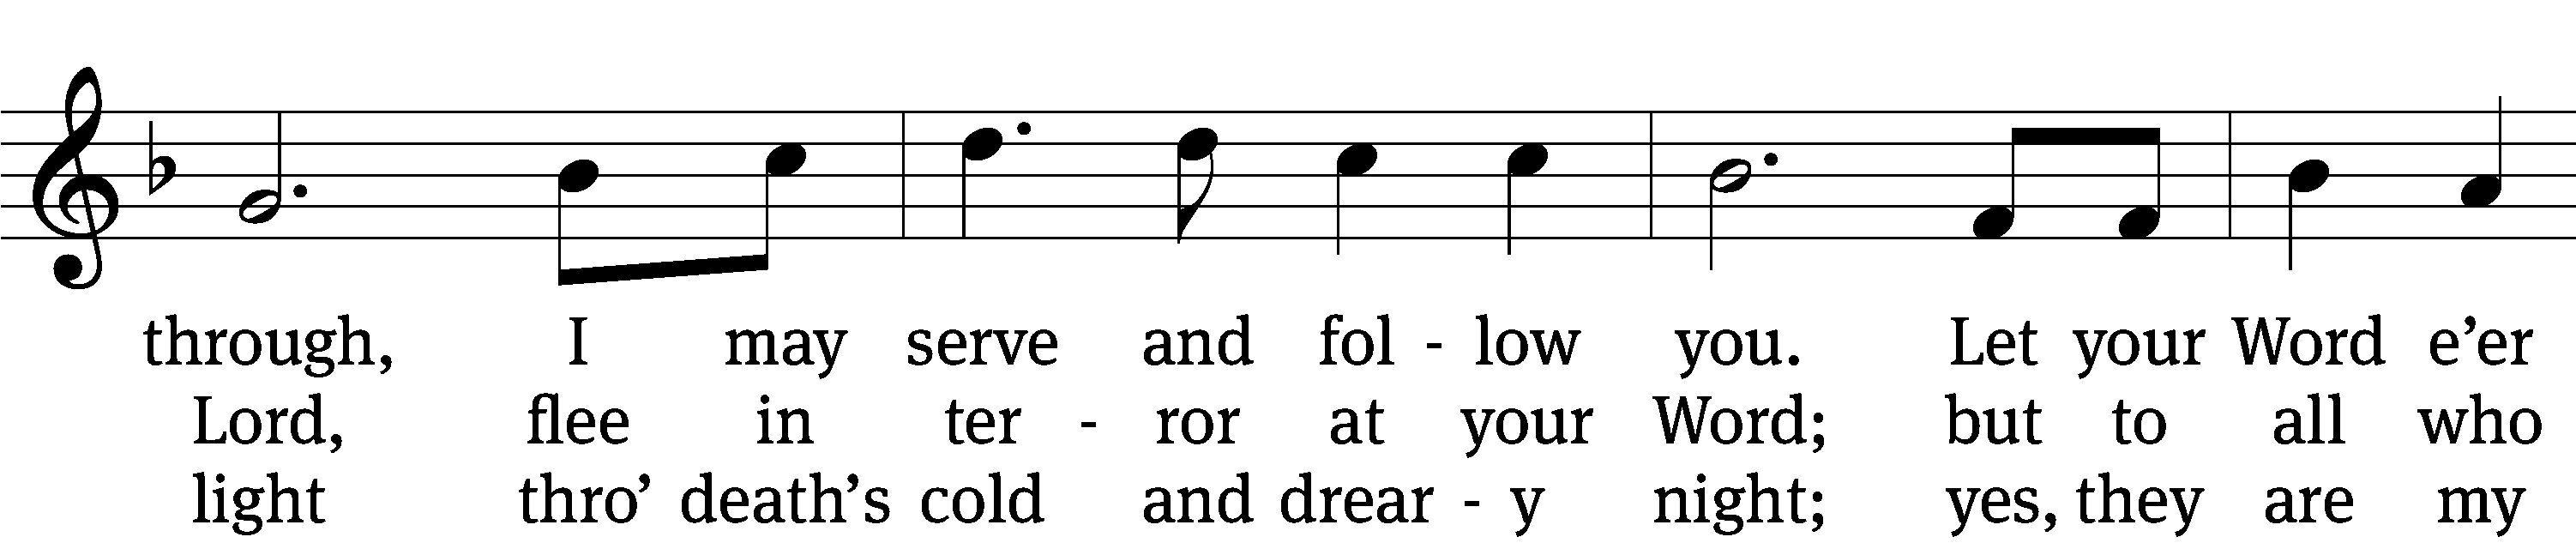 through, I may serve and fol - low you. Let your Word e’er
Lord, flee in ter - ror at your Word; but to all who
light thro’ death’s cold and drear - y night; yes, they are my